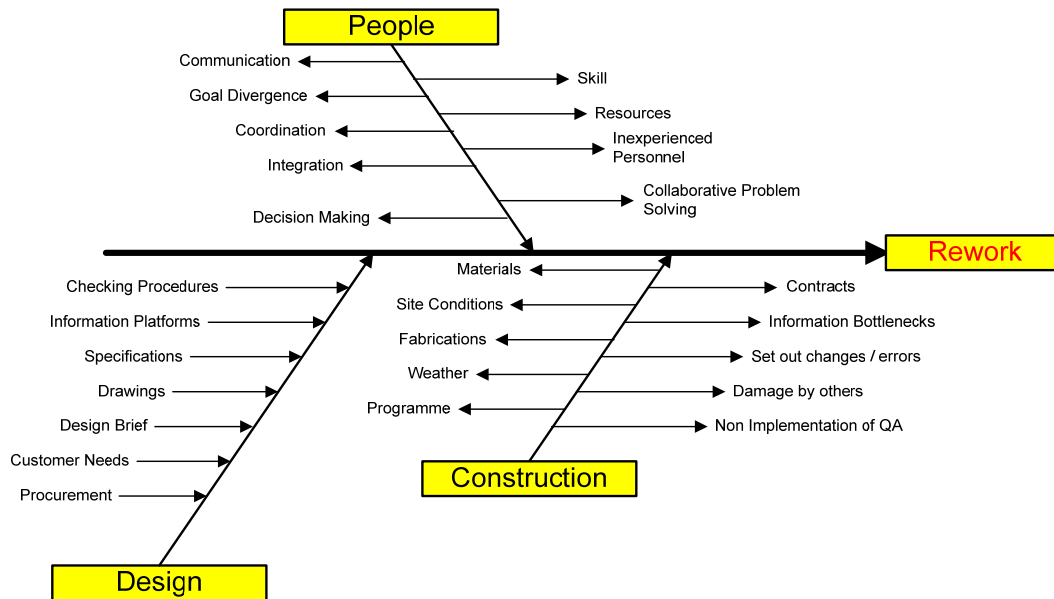 People
Communication
Skill
Goal Divergence
Resources
Coordination
Inexperienced
Personnel
Integration
Collaborative Problem
Solving
Decision Making
Rework
Materials
Checking Procedures
Contracts
Site Conditions
Information Platforms
Information Bottlenecks
Fabrications
Specifications
Set out changes / errors
Weather
Drawings
Damage by others
Programme
Design Brief
Non Implementation of QA
Customer Needs
Construction
Procurement
Design